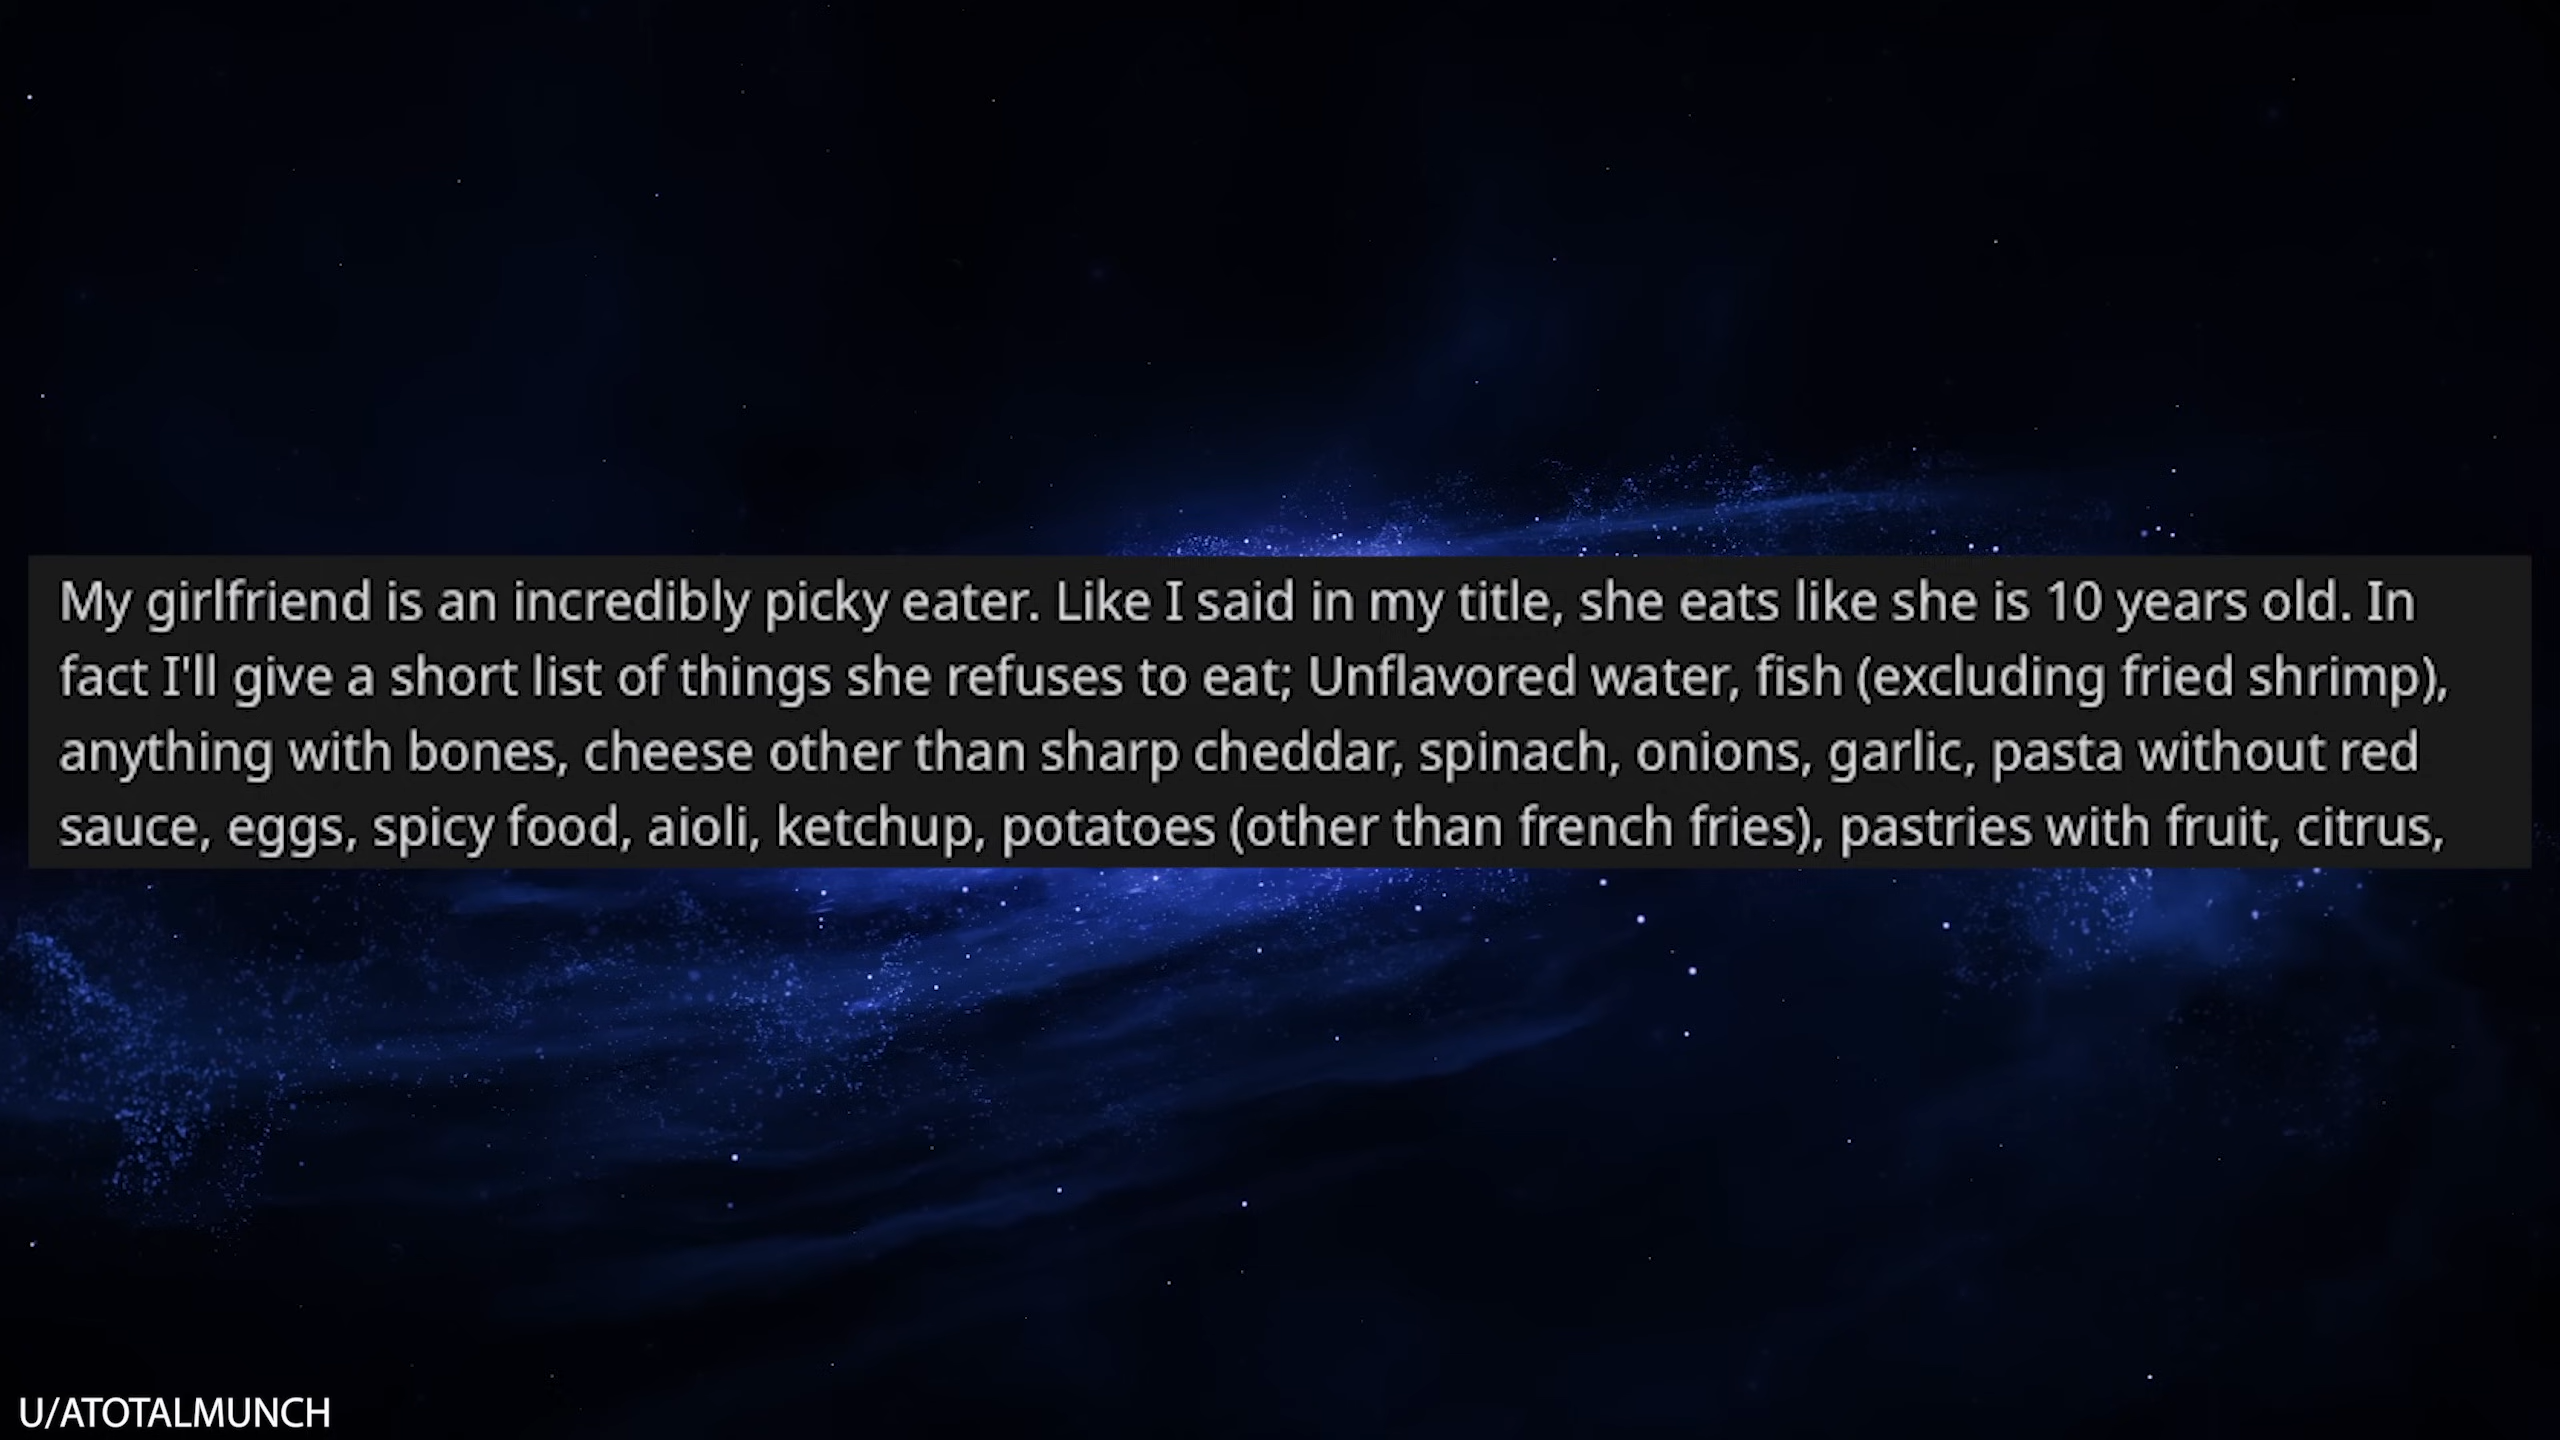 My girlfriend is an incredibly picky eater. Like I said in my title, she eats like she is 10 years old. In
fact I'll give a short list of things she refuses to eat; Unflavored water, fish (excluding fried shrimp),
anything with bones, cheese other than sharp cheddar, spinach, onions, garlic, pasta without red
sauce, eggs, spicy food, aioli, ketchup, potatoes (other than french fries), pastries with fruit, citrus,
U/ATOTALMUNCH